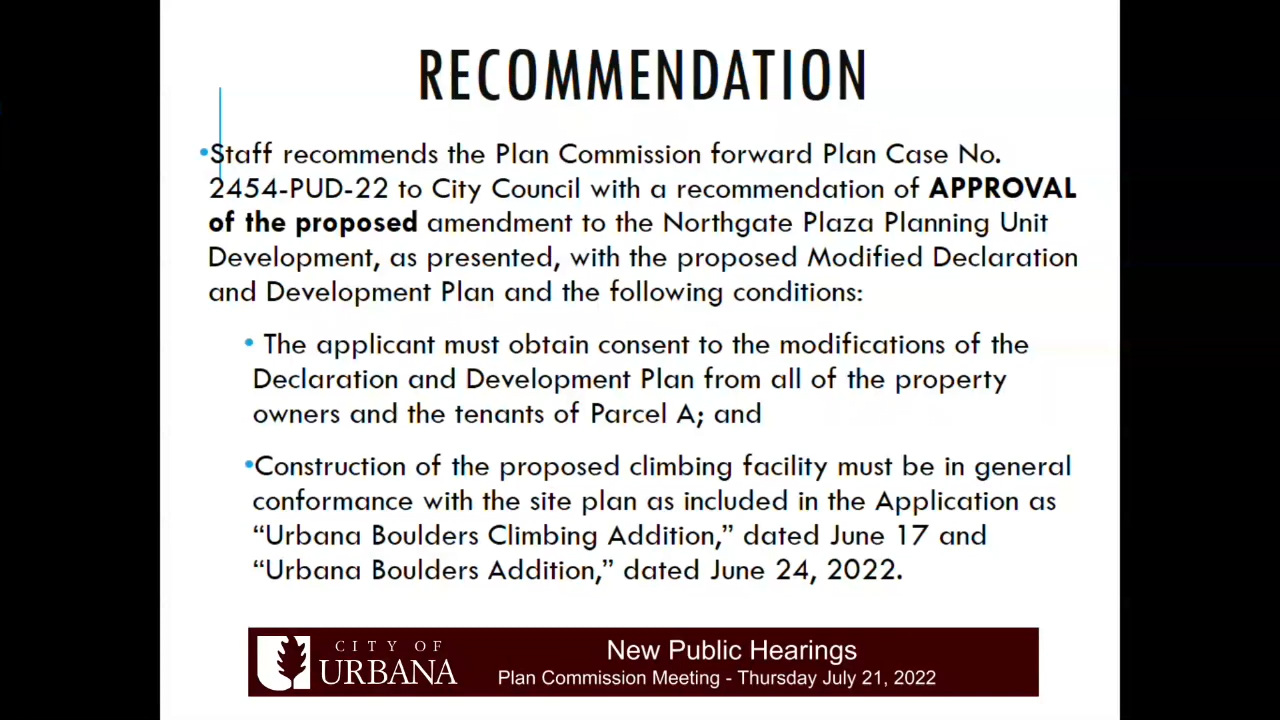 RECOMMENDATION
•Staff recommends the Plan Commission forward Plan Case No.
2454-PUD-22 to City Council with a recommendation of APPROVAL
of the proposed amendment to the Northgate Plaza Planning Unit
Development, as presented, with the proposed Modified Declaration
and Development Plan and the following conditions:
• The applicant must obtain consent to the modifications of the
Declaration and Development Plan from all of the property
owners and the tenants of Parcel A; and
•Construction of the proposed climbing facility must be in general
conformance with the site plan as included in the Application as
“Urbana Boulders Climbing Addition,” dated June 17 and
“Urbana Boulders Addition,” dated June 24, 2022.
CITY OF
URBANA
New Public Hearings
Plan Commission Meeting - Thursday July 21, 2022